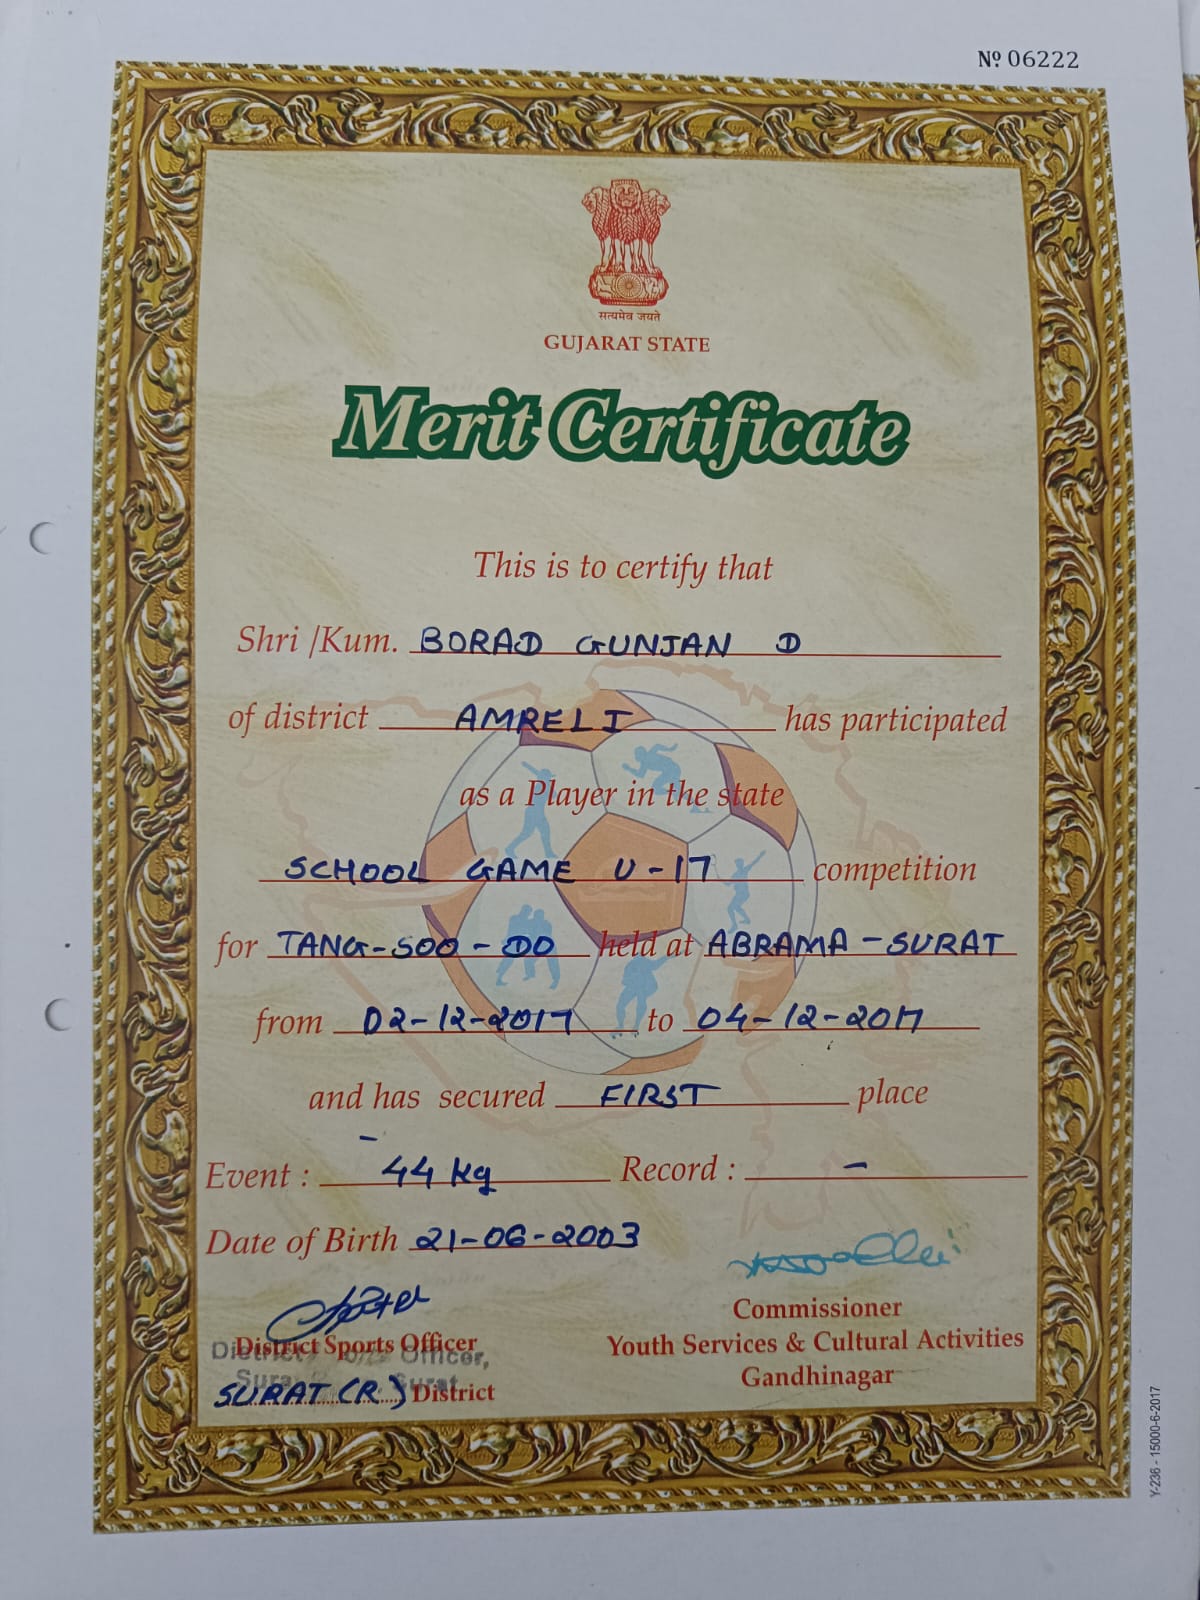 Nº 06222
सत्यमेव जयते
GUJARAT STATE
Merit Certificate
This is to certify that
Shri /Kum. BORAD GUNJAN D
of district AMRELI has participated
as a Player in the state
SCHOOL GAME U-17 competition
for TANG-SOO-DO held at ABRAMA-SURAT
from 02-12-2017 to 04-12-2017
and has secured FIRST place
Event : 44 kg Record : -
Date of Birth 21-06-2003
District Sports Officer
District Officer,
SURAT (R) District
Surat
Commissioner
Youth Services & Cultural Activities
Gandhinagar
Y-236 - 15000-6-2017